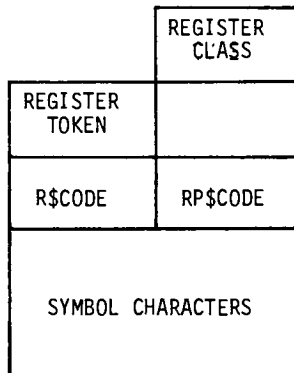 REGISTER
CLASS
REGISTER
TOKEN
R$CODE RP$CODE
SYMBOL CHARACTERS